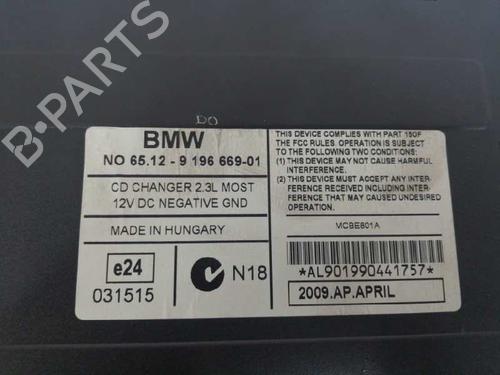 DO
BMW
NO 65.12 - 9 196 669-01
CD CHANGER 2.3L MOST
12V DC NEGATIVE GND
MADE IN HUNGARY
e24
031515
N18
THIS DEVICE COMPLIES WITH PART 15OF
THE FCC RULES. OPERATION IS SUBJECT
TO THE FOLLOWING TWO CONDITIONS:
(1) THIS DEVICE MAY NOT CAUSE HARMFUL
INTERFERENCE.
(2) THIS DEVICE MUST ACCEPT ANY INTER-
FERENCE RECEIVED INCLUDING INTER-
FERENCE THAT MAY CAUSE UNDESIRED
OPERATION.
MCBE801A
*AL901990441757*
2009.AP.APRIL
B-PARTS